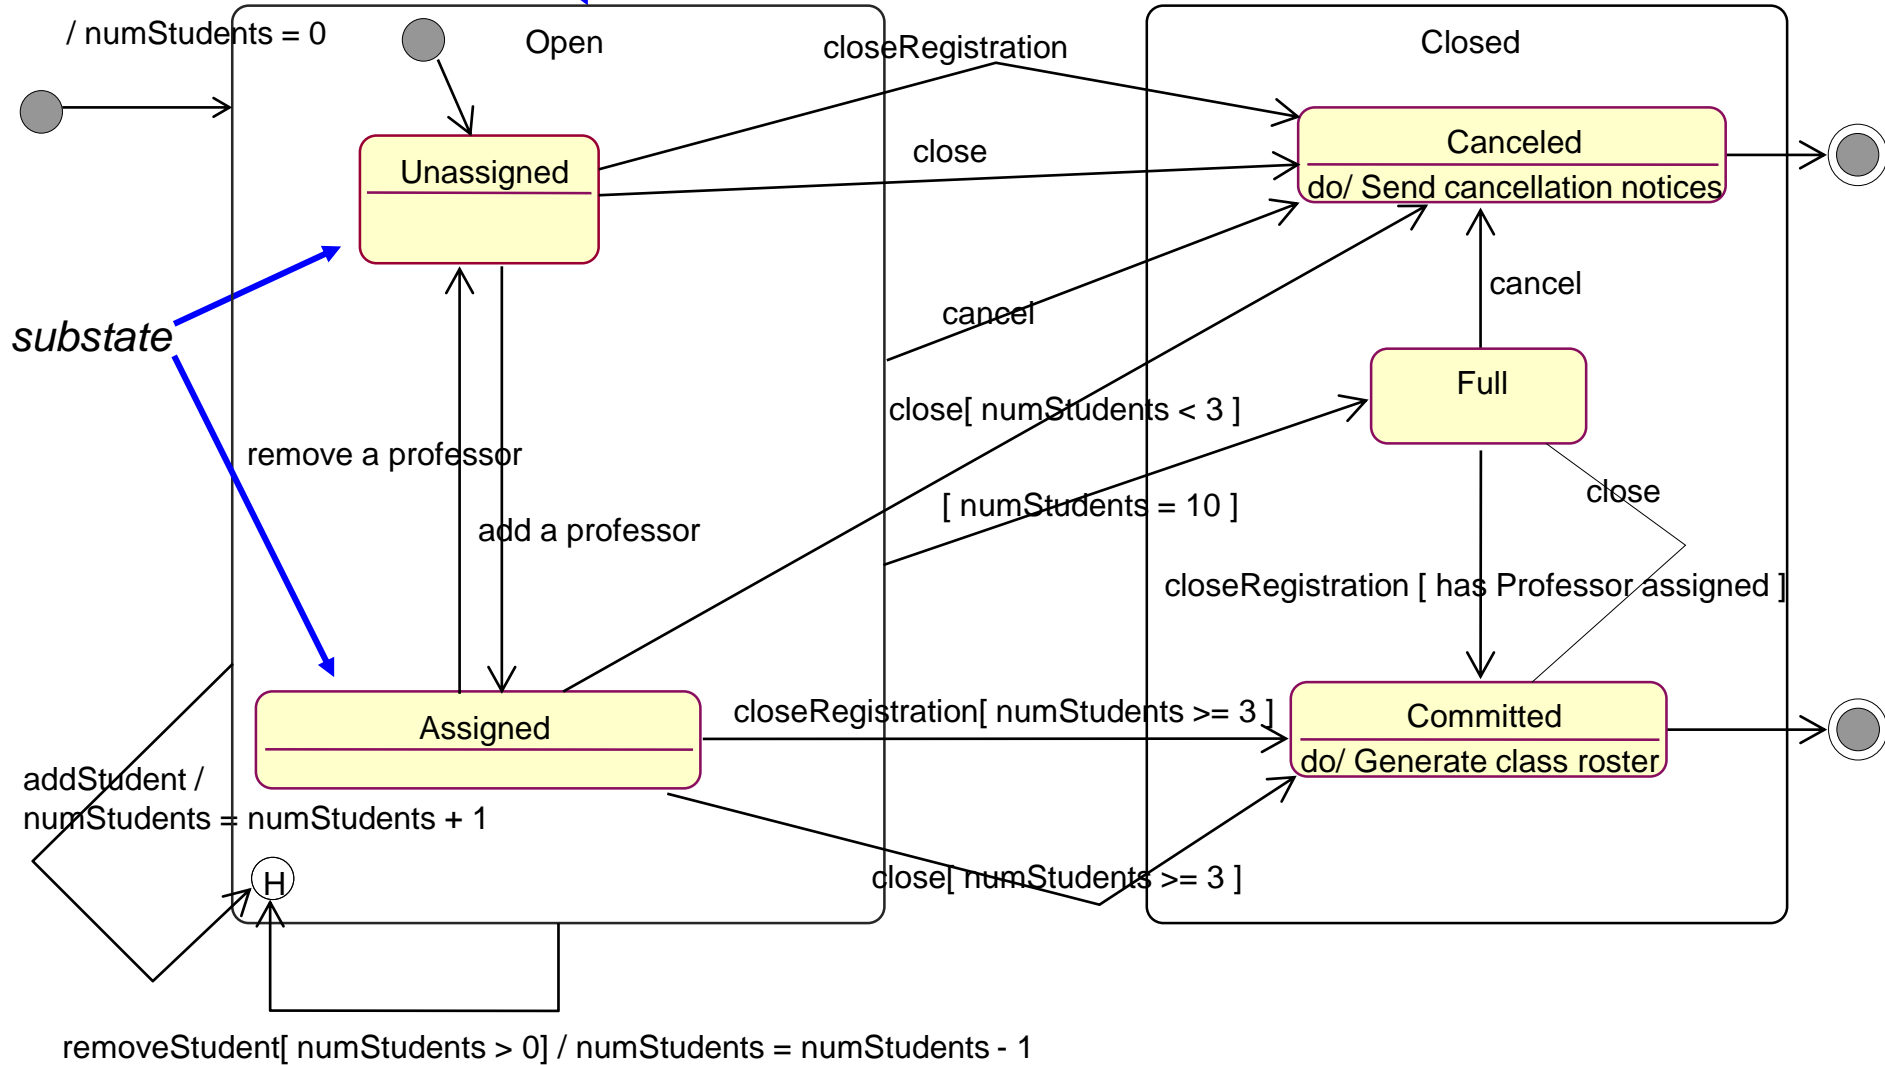 / numStudents = 0
Open
closeRegistration
Closed
Unassigned
close
Canceled
do/ Send cancellation notices
cancel
substate
cancel
Full
close[ numStudents < 3 ]
remove a professor
close
[ numStudents = 10 ]
add a professor
closeRegistration [ has Professor assigned ]
Assigned
closeRegistration[ numStudents >= 3 ]
Committed
do/ Generate class roster
addStudent /
numStudents = numStudents + 1
H
close[ numStudents >= 3 ]
removeStudent[ numStudents > 0] / numStudents = numStudents - 1